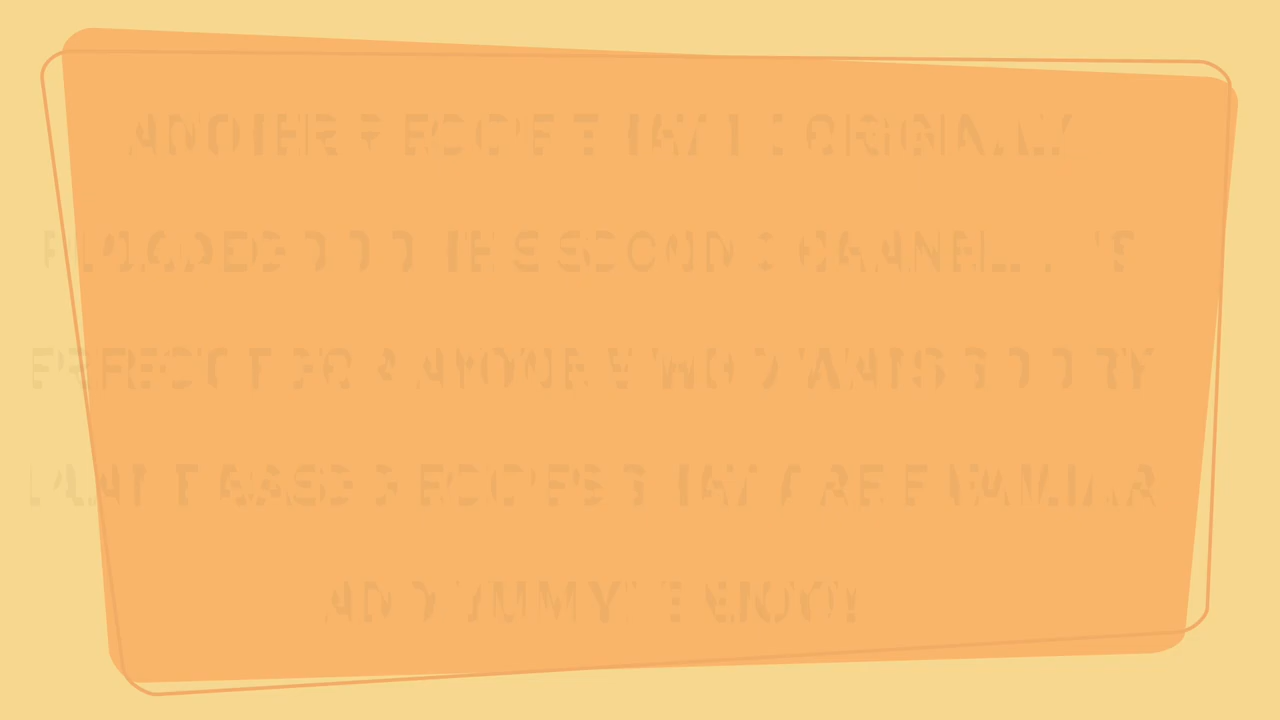 ANOTHER RECIPE THAT I ORIGINALLY
UPLOADED TO THE SECOND CHANNEL. IT'S
PERFECT FOR ANYONE WHO WANTS TO TRY
PLANT BASED RECIPES THAT ARE FAMILIAR
AND YUMMY! ENJOY!